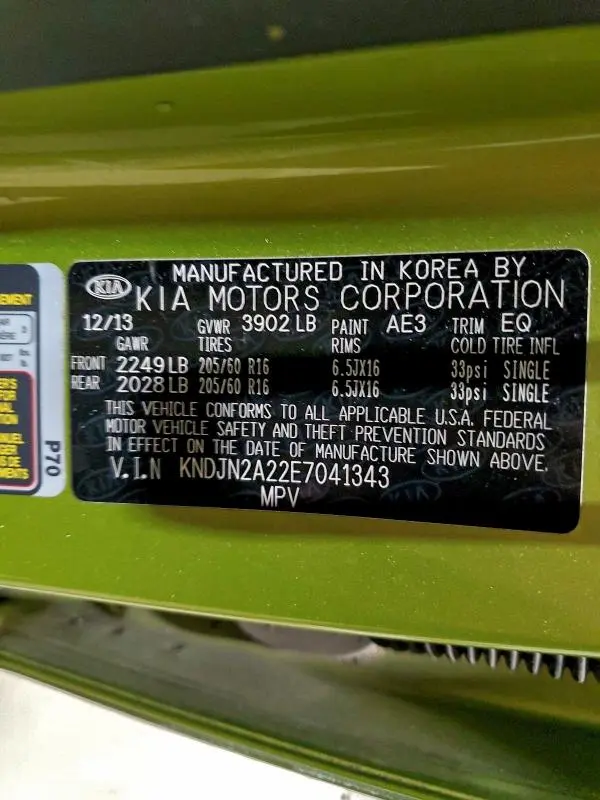 MANUFACTURED IN KOREA BY
KIA KIA MOTORS CORPORATION
12/13 GVWR 3902 LB PAINT AE3 TRIM EQ
GAWR TIRES RIMS COLD TIRE INFL
FRONT 2249 LB 205/60 R16 6.5JX16 33psi SINGLE
REAR 2028 LB 205/60 R16 6.5JX16 33psi SINGLE
THIS VEHICLE CONFORMS TO ALL APPLICABLE U.S.A. FEDERAL
MOTOR VEHICLE SAFETY AND THEFT PREVENTION STANDARDS
IN EFFECT ON THE DATE OF MANUFACTURE SHOWN ABOVE.
V.I.N KNDJN2A22E7041343
MPV
P70